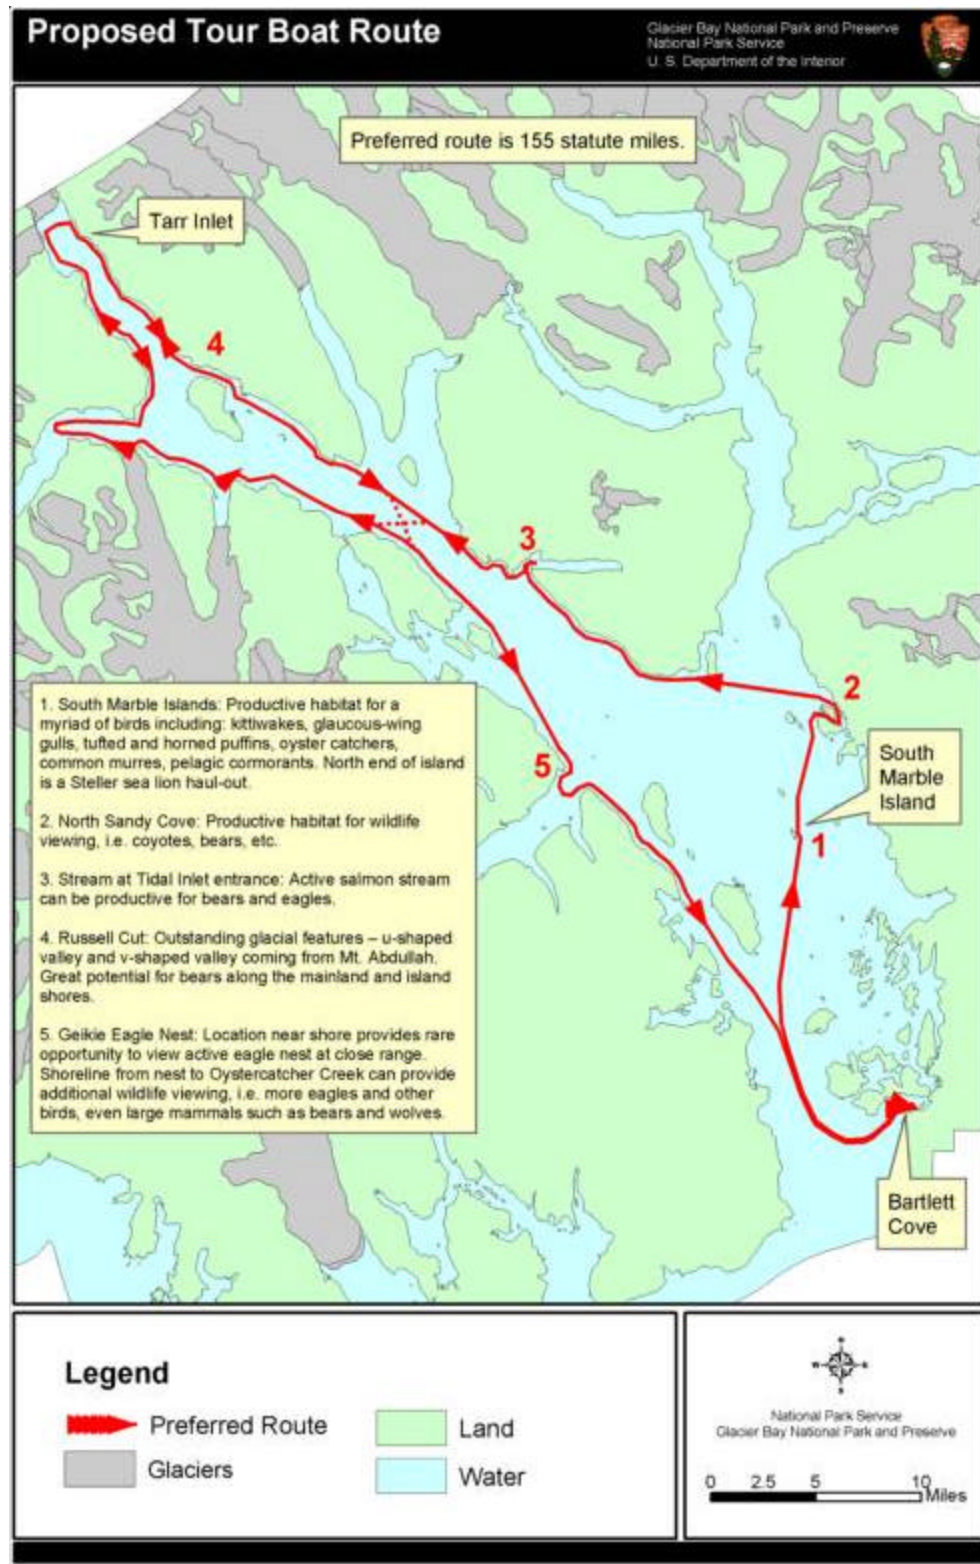 Proposed Tour Boat Route
Glacier Bay National Park and Preserve
National Park Service
U. S. Department of the Interior
Preferred route is 155 statute miles.
Tarr Inlet
4
3
2
South
Marble
Island
5
1
1. South Marble Islands: Productive habitat for a
myriad of birds including: kittiwakes, glaucous-wing
gulls, tufted and horned puffins, oyster catchers,
common murres, pelagic cormorants. North end of island
is a Steller sea lion haul-out.
2. North Sandy Cove: Productive habitat for wildlife
viewing, i.e. coyotes, bears, etc.
3. Stream at Tidal Inlet entrance: Active salmon stream
can be productive for bears and eagles.
4. Russell Cut: Outstanding glacial features – u-shaped
valley and v-shaped valley coming from Mt. Abdullah.
Great potential for bears along the mainland and island
shores.
5. Geikie Eagle Nest: Location near shore provides rare
opportunity to view active eagle nest at close range.
Shoreline from nest to Oystercatcher Creek can provide
additional wildlife viewing, i.e. more eagles and other
birds, even large mammals such as bears and wolves.
Bartlett
Cove
Legend
Preferred Route
Glaciers
Land
Water
N
W E
S
National Park Service
Glacier Bay National Park and Preserve
0 2.5 5 10
Miles